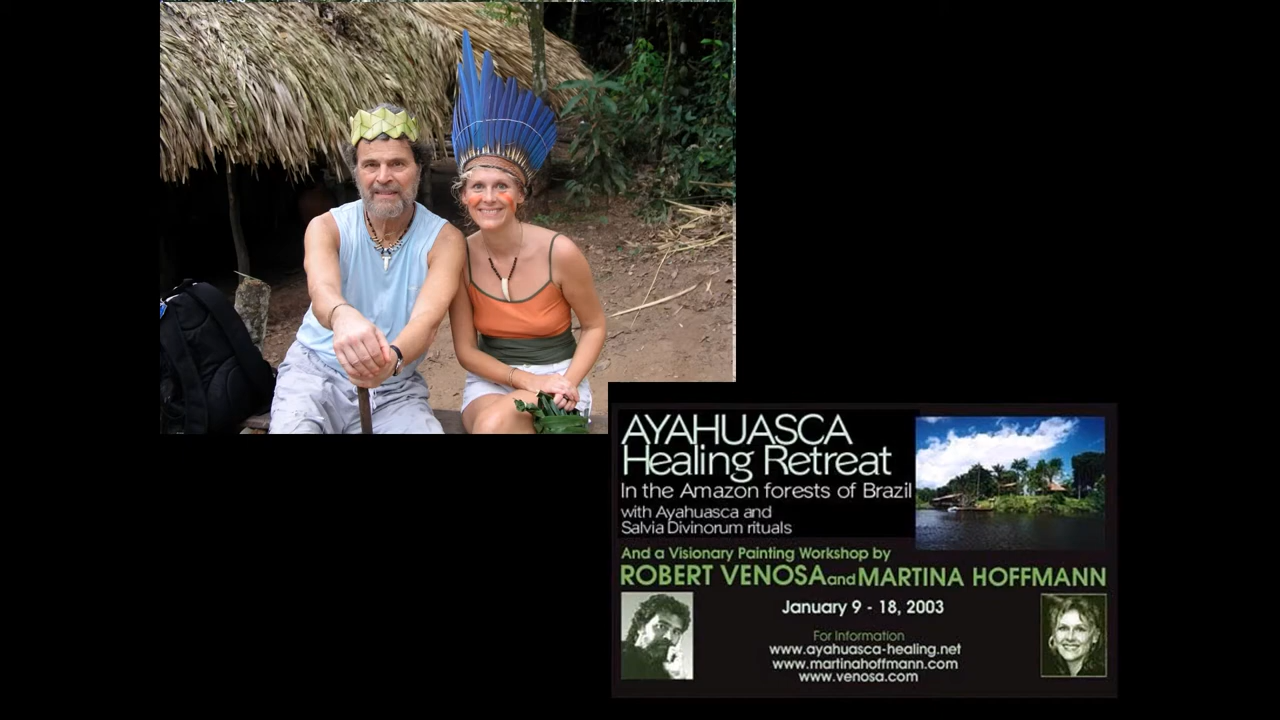 AYAHUASCA
Healing Retreat
In the Amazon forests of Brazil
with Ayahuasca and
Salvia Divinorum rituals
And a Visionary Painting Workshop by
ROBERT VENOSA and MARTINA HOFFMANN
January 9 - 18, 2003
For Information
www.ayahuasca-healing.net
www.martinahoffmann.com
www.venosa.com